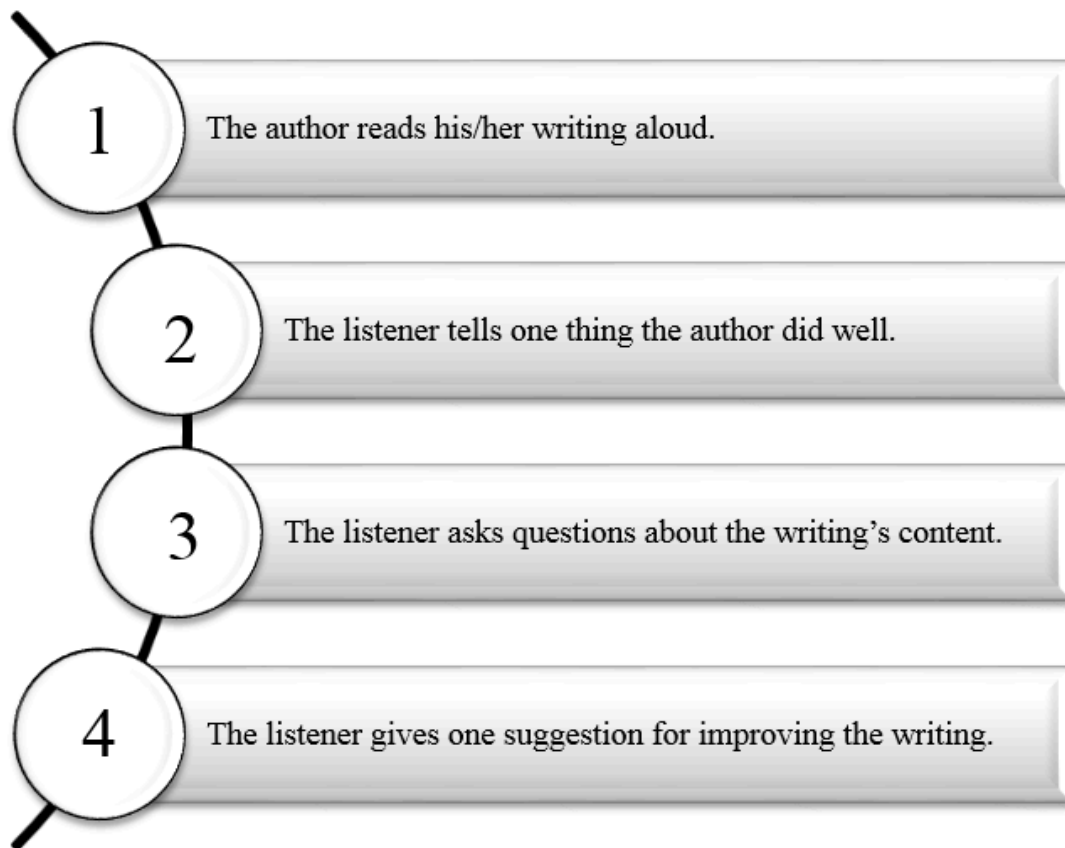 1
The author reads his/her writing aloud.
2
The listener tells one thing the author did well.
3
The listener asks questions about the writing’s content.
4
The listener gives one suggestion for improving the writing.